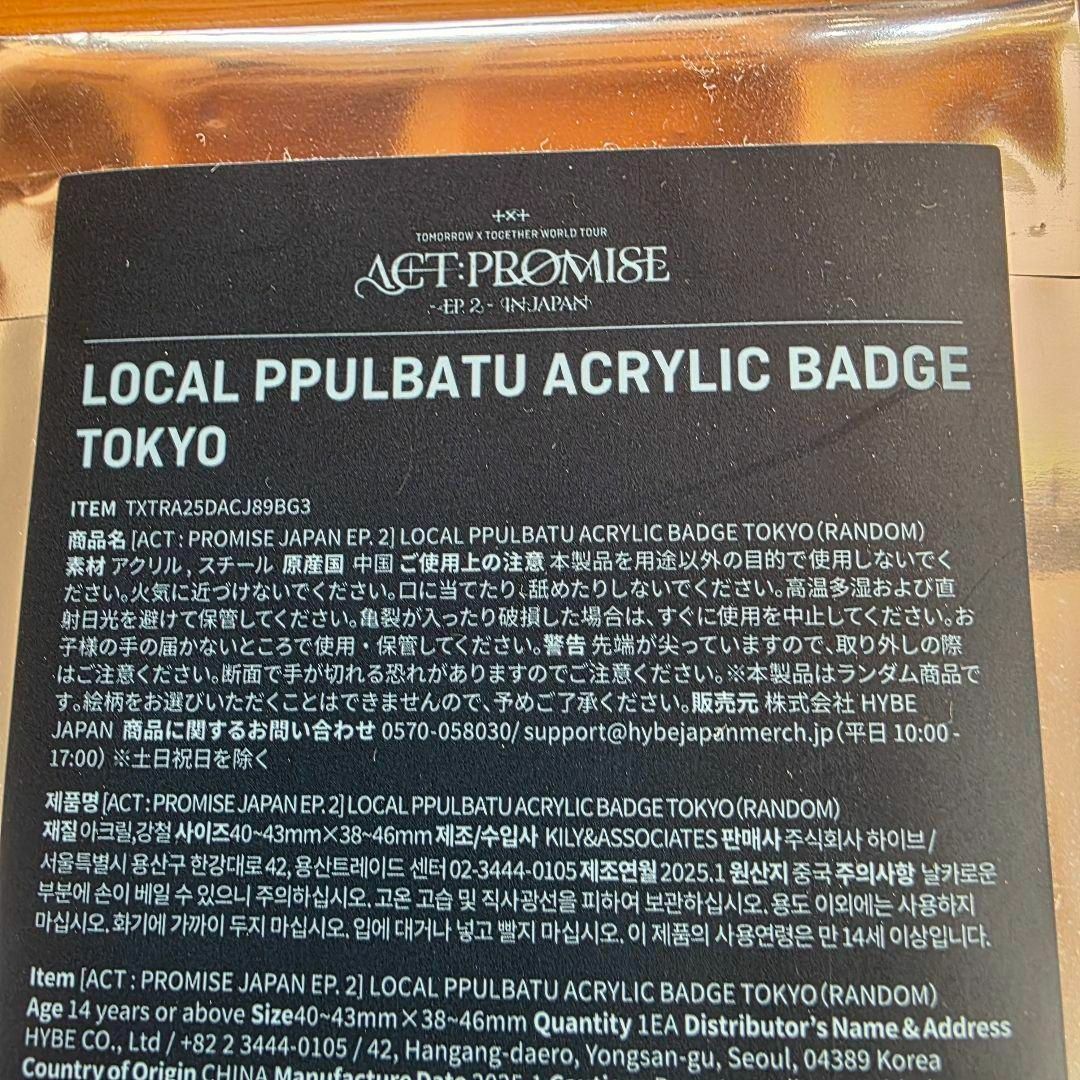 +×+
TOMORROW X TOGETHER WORLD TOUR
ACT:PROMISE
-EP. 2- IN JAPAN
LOCAL PPULBATU ACRYLIC BADGE
TOKYO
ITEM TXTRA25DACJ89BG3
商品名 [ACT : PROMISE JAPAN EP. 2] LOCAL PPULBATU ACRYLIC BADGE TOKYO (RANDOM)
素材 アクリル , スチール 原産国 中国 ご使用上の注意 本製品を用途以外の目的で使用しないでく
ださい。火気に近づけないでください。口に当てたり、舐めたりしないでください。高温多湿および直
射日光を避けて保管してください。亀裂が入ったり破損した場合は、すぐに使用を中止してください。お
子様の手の届かないところで使用・保管してください。警告 先端が尖っていますので、取り外しの際
はご注意ください。断面で手が切れる恐れがありますのでご注意ください。※本製品はランダム商品で
す。絵柄をお選びいただくことはできませんので、予めご了承ください。販売元 株式会社 HYBE
JAPAN 商品に関するお問い合わせ 0570-058030/ support@hybejapanmerch.jp (平日 10:00 -
17:00) ※土日祝日を除く
제품명 [ACT : PROMISE JAPAN EP. 2] LOCAL PPULBATU ACRYLIC BADGE TOKYO (RANDOM)
재질 아크릴,강철 사이즈40~43mm×38~46mm 제조/수입사 KILY&ASSOCIATES 판매사 주식회사 하이브 /
서울특별시 용산구 한강대로 42, 용산트레이드 센터 02-3444-0105 제조연월 2025.1 원산지 중국 주의사항 날카로운
부분에 손이 베일 수 있으니 주의하십시오. 고온 고습 및 직사광선을 피하여 보관하십시오. 용도 이외에는 사용하지
마십시오. 화기에 가까이 두지 마십시오. 입에 대거나 넣고 빨지 마십시오. 이 제품의 사용연령은 만 14세 이상입니다.
Item [ACT : PROMISE JAPAN EP. 2] LOCAL PPULBATU ACRYLIC BADGE TOKYO (RANDOM)
Age 14 years or above Size40~43mm×38~46mm Quantity 1EA Distributor's Name & Address
HYBE CO., Ltd / +82 2 3444-0105 / 42, Hangang-daero, Yongsan-gu, Seoul, 04389 Korea
Country of Origin CHINA Manufacture Date 2025.1